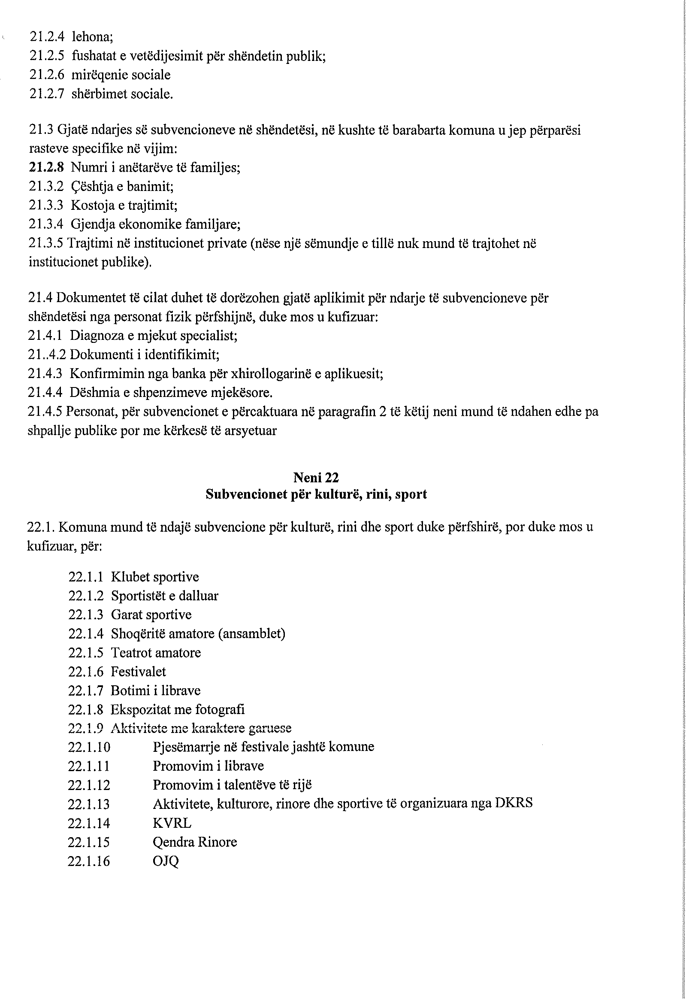 21.2.4 lehona;
21.2.5 fushatat e vetëdijesimit për shëndetin publik;
21.2.6 mirëqenie sociale
21.2.7 shërbimet sociale.
21.3 Gjatë ndarjes së subvencioneve në shëndetësi, në kushte të barabarta komuna u jep përparësi
rasteve specifike në vijim:
21.2.8 Numri i anëtarëve të familjes;
21.3.2 Çështja e banimit;
21.3.3 Kostoja e trajtimit;
21.3.4 Gjendja ekonomike familjare;
21.3.5 Trajtimi në institucionet private (nëse një sëmundje e tillë nuk mund të trajtohet në
institucionet publike).
21.4 Dokumentet të cilat duhet të dorëzohen gjatë aplikimit për ndarje të subvencioneve për
shëndetësi nga personat fizik përfshijnë, duke mos u kufizuar:
21.4.1 Diagnoza e mjekut specialist;
21..4.2 Dokumenti i identifikimit;
21.4.3 Konfirmimin nga banka për xhirollogarinë e aplikuesit;
21.4.4 Dëshmia e shpenzimeve mjekësore.
21.4.5 Personat, për subvencionet e përcaktuara në paragrafin 2 të këtij neni mund të ndahen edhe pa
shpallje publike por me kërkesë të arsyetuar
Neni 22
Subvencionet për kulturë, rini, sport
22.1. Komuna mund të ndajë subvencione për kulturë, rini dhe sport duke përfshirë, por duke mos u
kufizuar, për:
22.1.1 Klubet sportive
22.1.2 Sportistët e dalluar
22.1.3 Garat sportive
22.1.4 Shoqëritë amatore (ansamblet)
22.1.5 Teatrot amatore
22.1.6 Festivalet
22.1.7 Botimi i librave
22.1.8 Ekspozitat me fotografi
22.1.9 Aktivitete me karaktere garuese
22.1.10 Pjesëmarrje në festivale jashtë komune
22.1.11 Promovim i librave
22.1.12 Promovim i talentëve të rijë
22.1.13 Aktivitete, kulturore, rinore dhe sportive të organizuara nga DKRS
22.1.14 KVRL
22.1.15 Qendra Rinore
22.1.16 OJQ